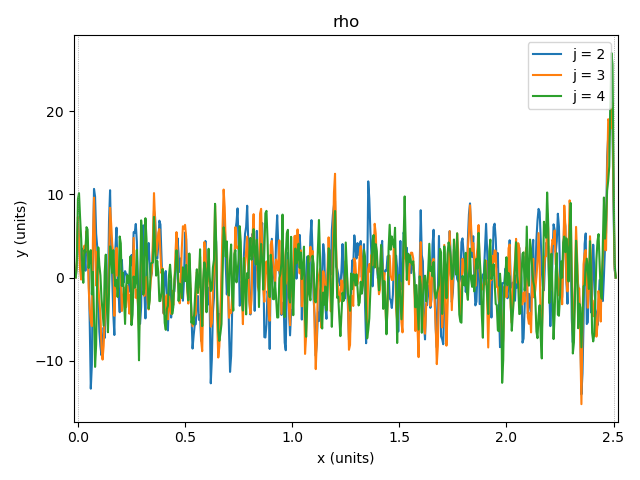 rho
j = 2
j = 3
j = 4
y (units)
20
10
0
−10
0.0
0.5
1.0
1.5
2.0
2.5
x (units)